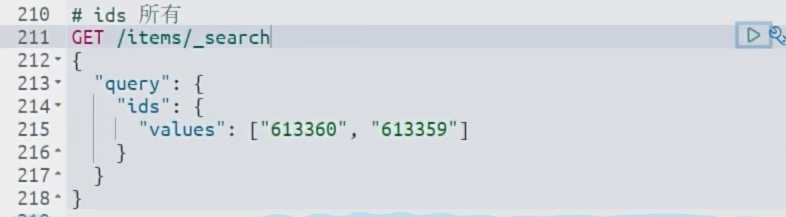 210 # ids 所有
211 GET /items/_search
212 {
213 "query": {
214 "ids": {
215 "values": ["613360", "613359"]
216 }
217 }
218 }